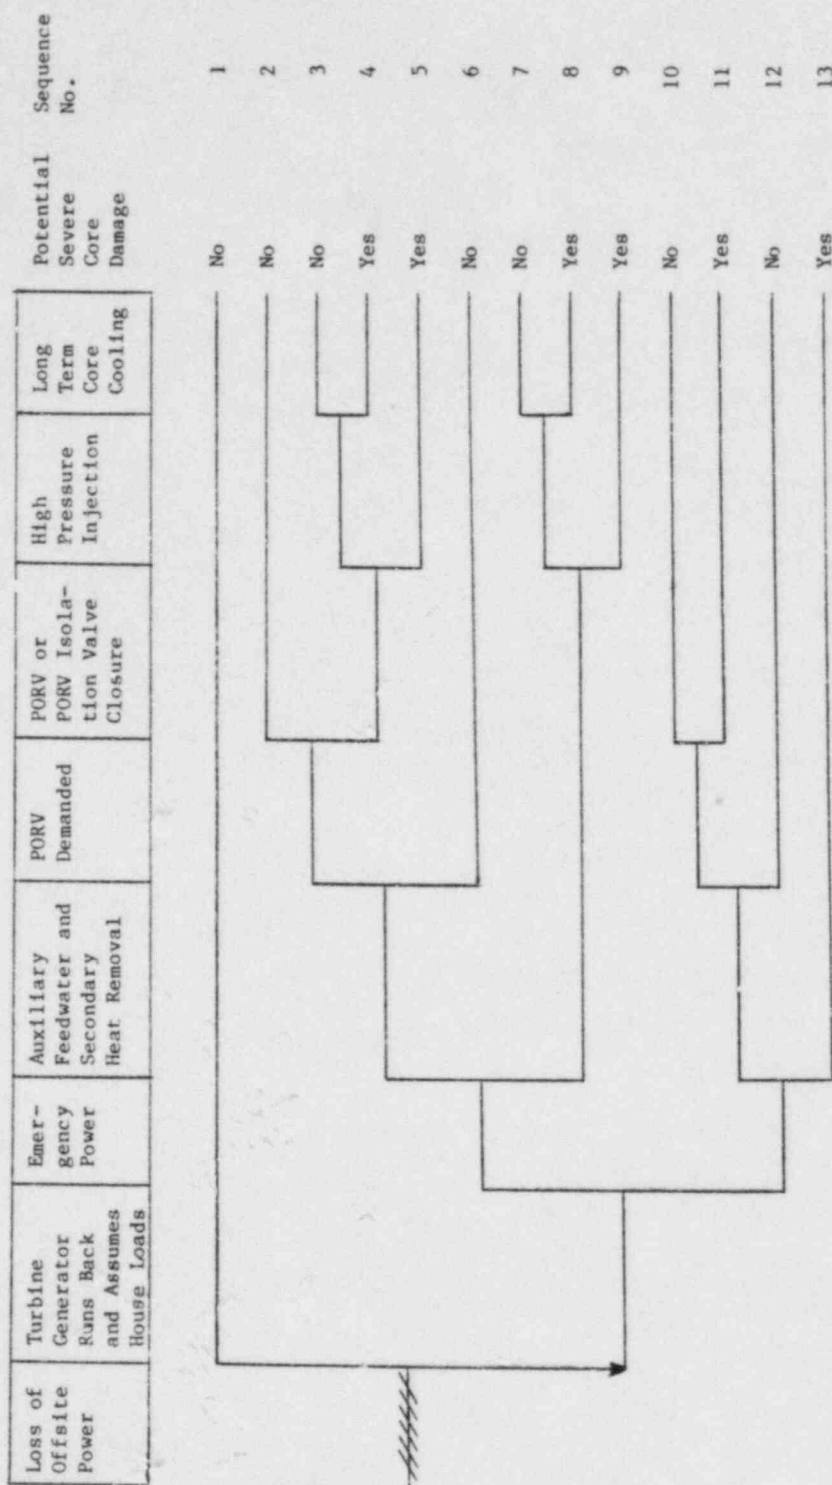 Loss of
Offsite
Power
Turbine
Generator
Runs Back
and Assumes
House Loads
Emer-
gency
Power
Auxiliary
Feedwater and
Secondary
Heat Removal
PORV
Demanded
PORV or
PORV Isola-
tion Valve
Closure
High
Pressure
Injection
Long
Term
Core
Cooling
Potential
Severe
Core
Damage
Sequence
No.
No 1
No 2
No 3
Yes 4
Yes 5
No 6
No 7
Yes 8
Yes 9
No 10
Yes 11
No 12
Yes 13